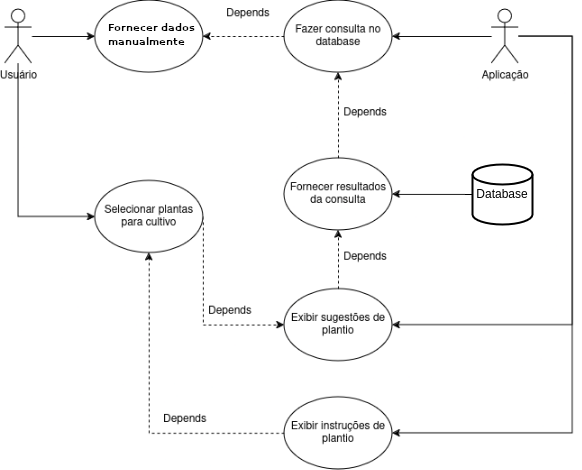 Depends
Fornecer dados
manualmente
Fazer consulta no
database
Usuário
Aplicação
Depends
Fornecer resultados
da consulta
Database
Selecionar plantas
para cultivo
Depends
Depends
Exibir sugestões de
plantio
Depends
Exibir instruções de
plantio